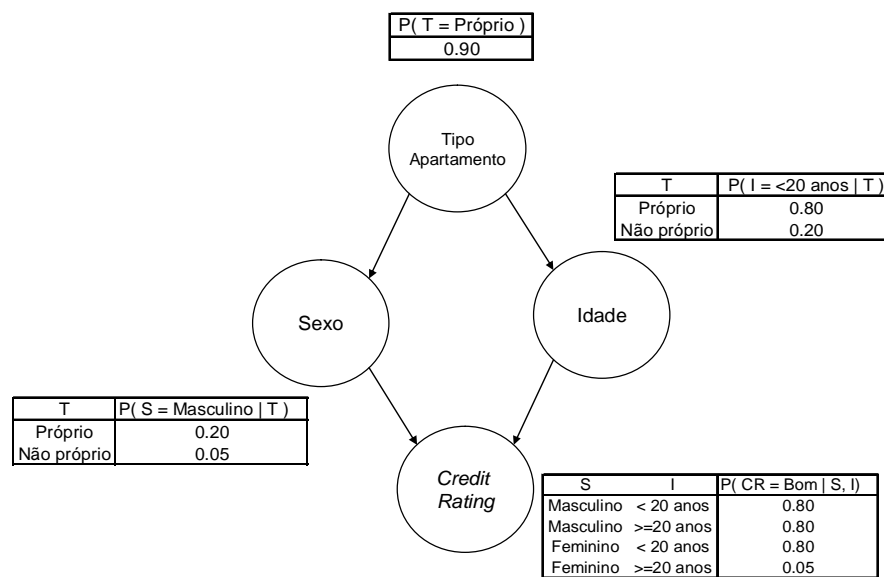 P( T = Próprio )
0.90
Tipo
Apartamento
T P( I = <20 anos | T )
Próprio 0.80
Não próprio 0.20
Sexo
Idade
T P( S = Masculino | T )
Próprio 0.20
Não próprio 0.05
Credit
Rating
S I P( CR = Bom | S, I)
Masculino < 20 anos 0.80
Masculino >=20 anos 0.80
Feminino < 20 anos 0.80
Feminino >=20 anos 0.05